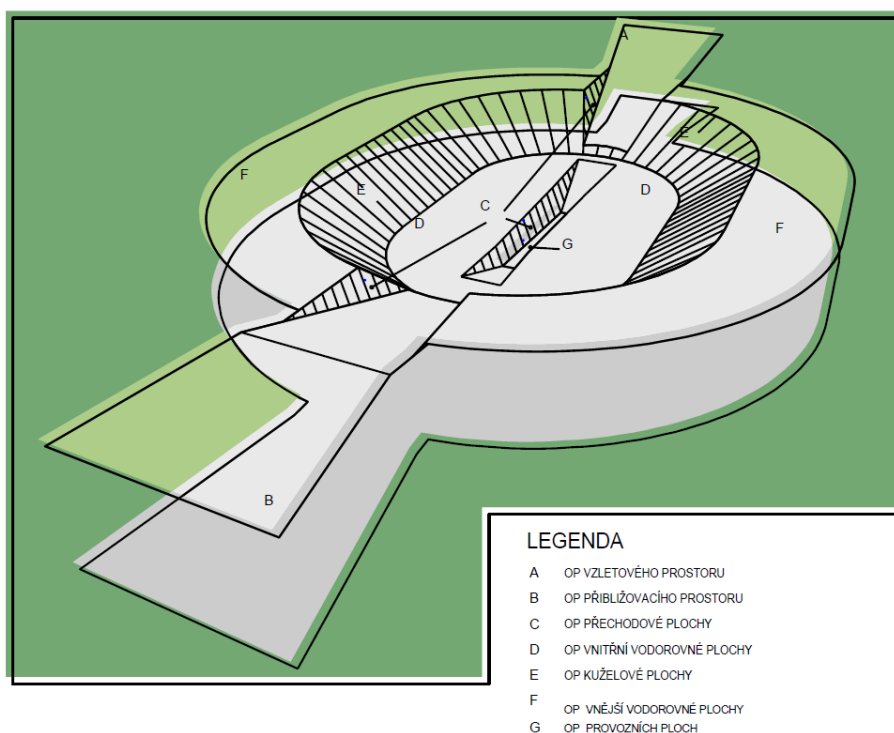 A
E
F
E
D
D
C
F
G
B
LEGENDA
A OP VZLETOVÉHO PROSTORU
B OP PŘIBLIŽOVACÍHO PROSTORU
C OP PŘECHODOVÉ PLOCHY
D OP VNITŘNÍ VODOROVNÉ PLOCHY
E OP KUŽELOVÉ PLOCHY
F OP VNĚJŠÍ VODOROVNÉ PLOCHY
G OP PROVOZNÍCH PLOCH